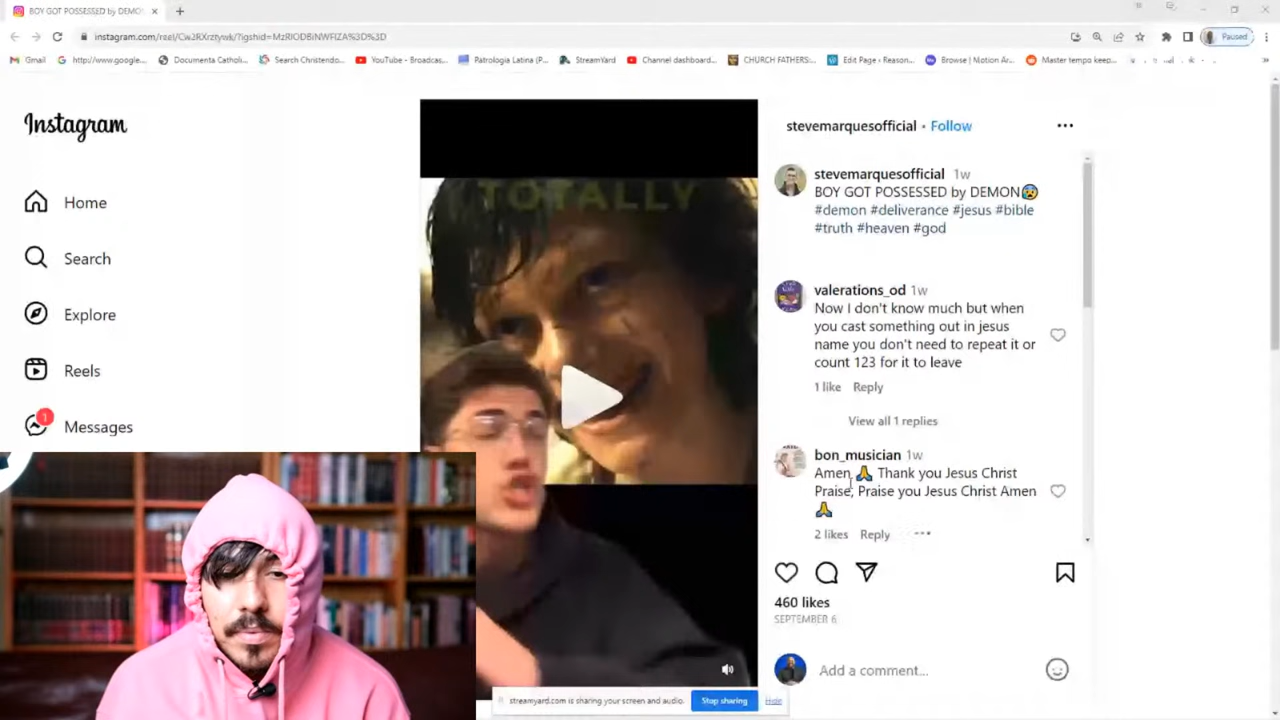 BOY GOT POSSESSED by DEMO
instagram.com/reel/
Gmail
http://www.google...
Documenta Catholi...
Search Christendo...
YouTube - Broadcas...
Patrologia Latina (P...
StreamYard
Channel dashboard...
CHURCH FATHERS:...
Edit Page - Reason...
Browse | Motion Ar...
Master tempo keep...
Paused
Instagram
Home
Search
Explore
Reels
1
Messages
TOTALLY
stevemarquesofficial • Follow
stevemarquesofficial 1w
BOY GOT POSSESSED by DEMON😰
#demon #deliverance #jesus #bible
#truth #heaven #god
valerations_od 1w
Now I don't know much but when
you cast something out in jesus
name you don't need to repeat it or
count 123 for it to leave
1 like Reply
View all 1 replies
bon_musician 1w
Amen 🙏 Thank you Jesus Christ
Praise, Praise you Jesus Christ Amen
🙏
2 likes Reply ...
460 likes
SEPTEMBER 6
Add a comment...
streamyard.com is sharing your screen and audio.
Stop sharing
Hide